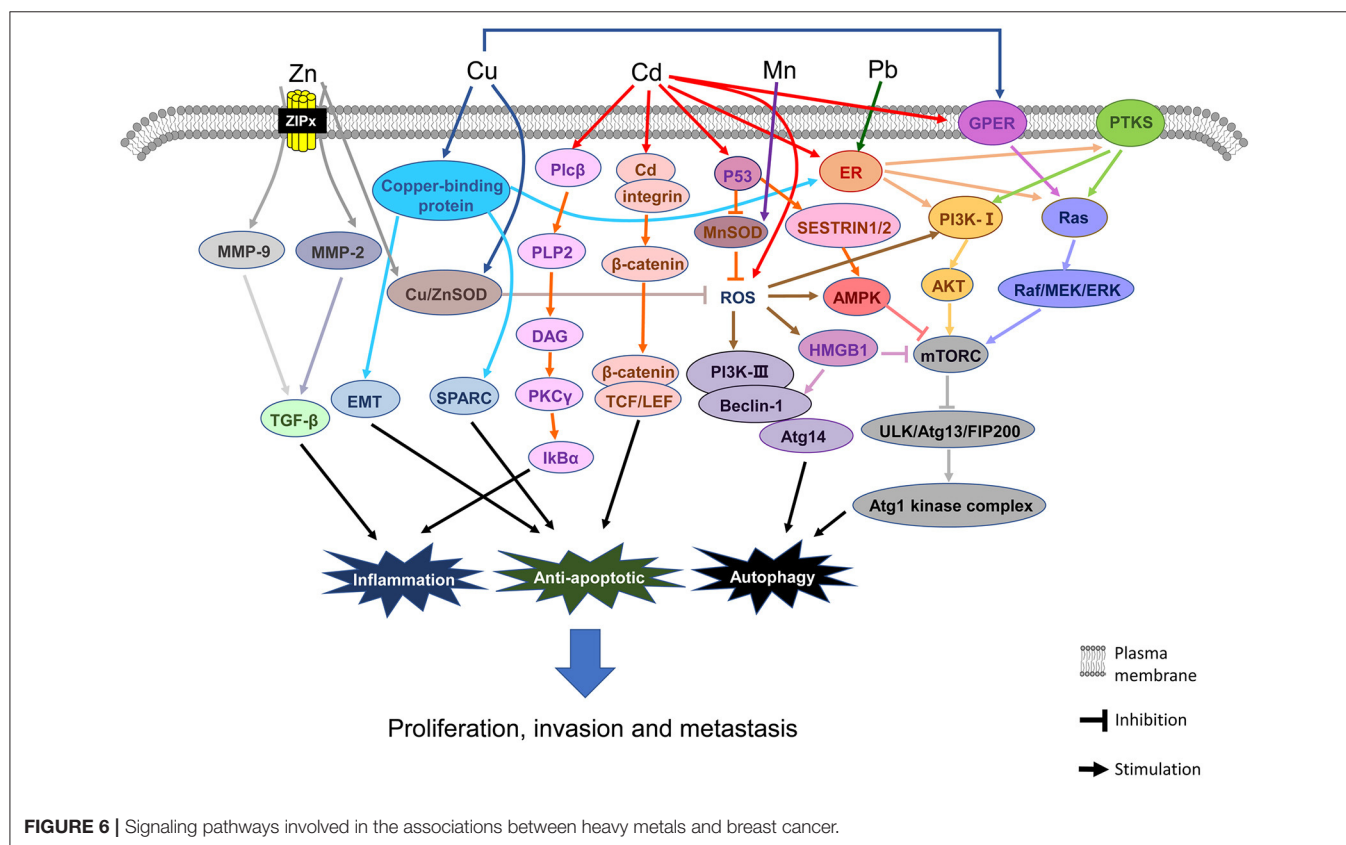 Zn
Cu
Cd
Mn
Pb
ZIPx
GPER
PTKS
Copper-binding
protein
Plcβ
Cd
integrin
P53
ER
MMP-9
MMP-2
PLP2
β-catenin
MnSOD
SESTRIN1/2
PI3K-Ⅰ
Ras
Cu/ZnSOD
ROS
AMPK
AKT
Raf/MEK/ERK
DAG
HMGB1
mTORC
EMT
SPARC
PKCγ
β-catenin
TCF/LEF
PI3K-Ⅲ
Beclin-1
Atg14
TGF-β
IkBα
ULK/Atg13/FIP200
Atg1 kinase complex
Inflammation
Anti-apoptotic
Autophagy
Proliferation, invasion and metastasis
Plasma
membrane
Inhibition
Stimulation
FIGURE 6 | Signaling pathways involved in the associations between heavy metals and breast cancer.